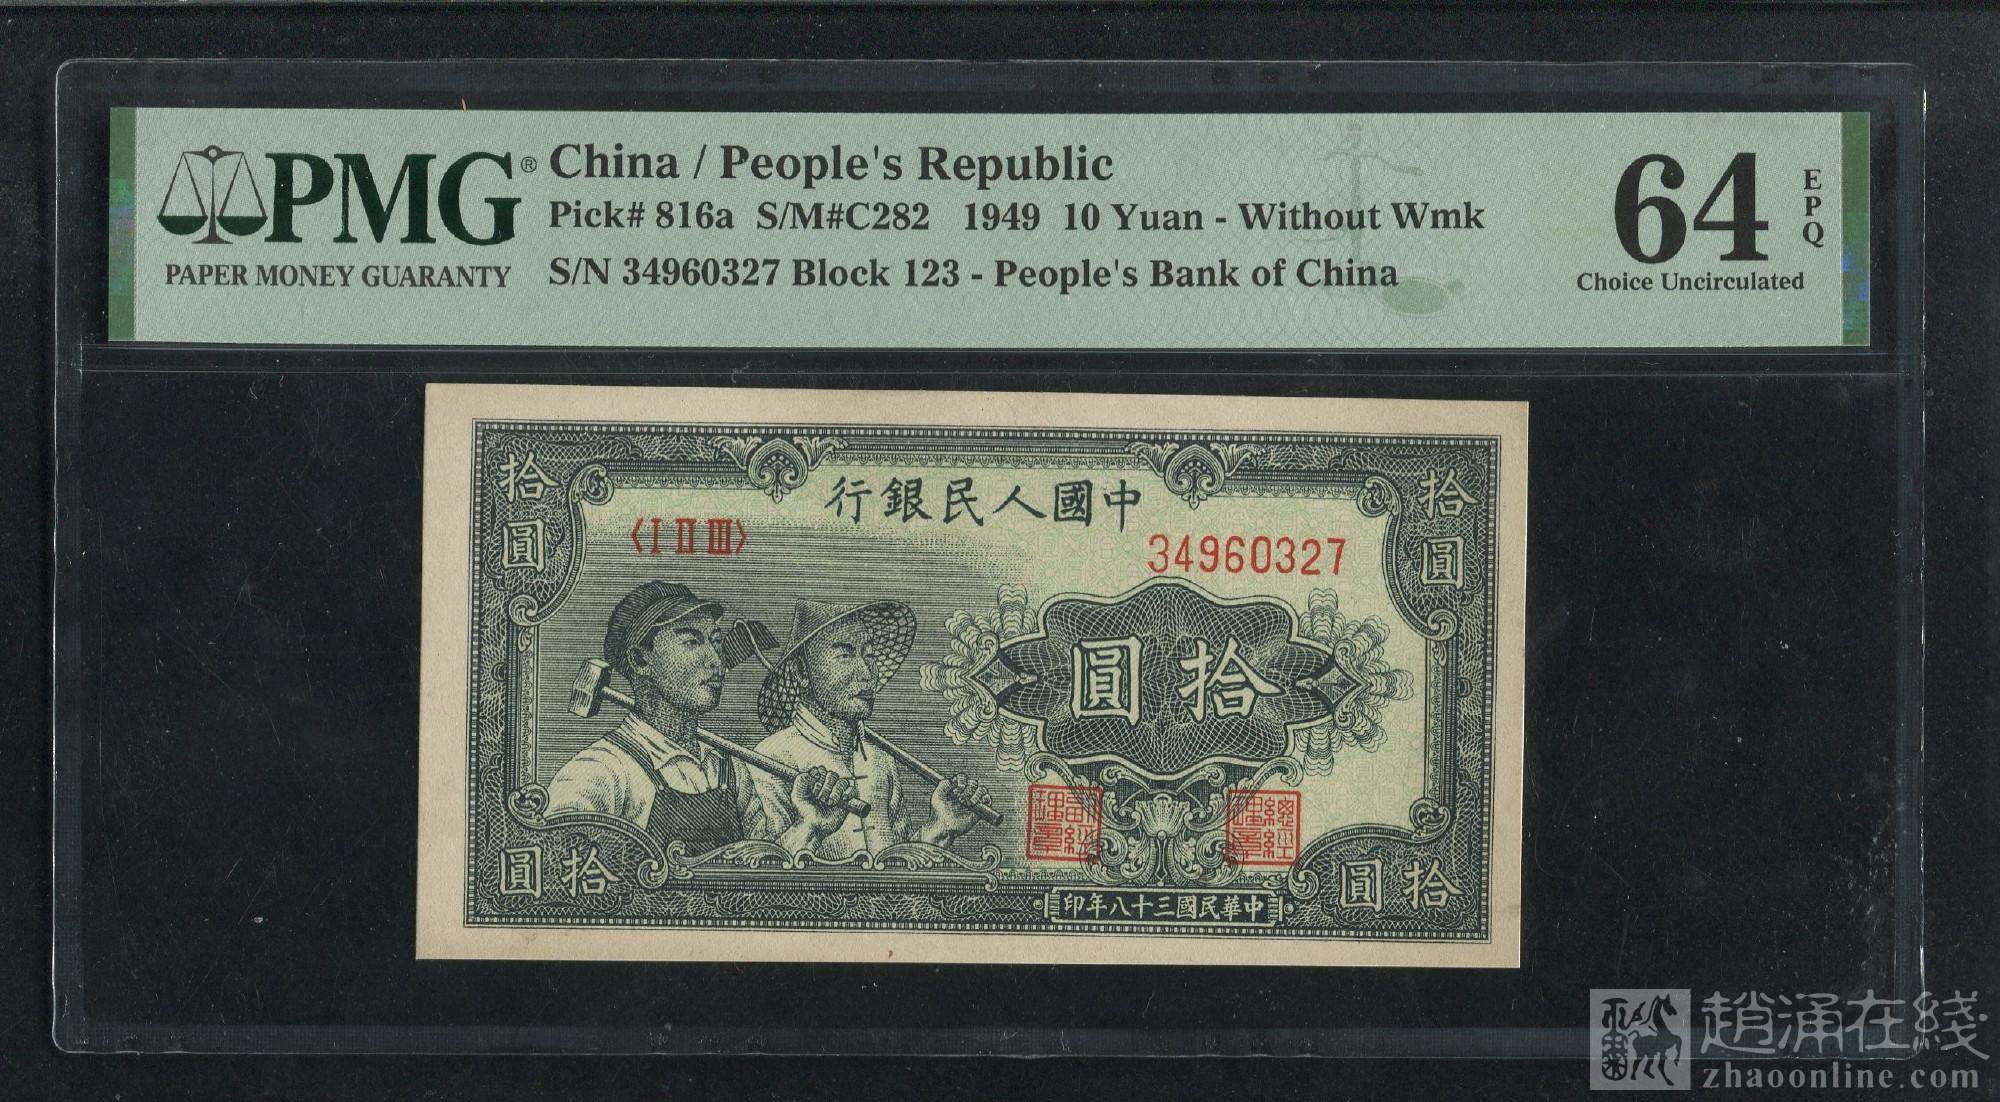 PMG®
PAPER MONEY GUARANTY
China / People's Republic
Pick# 816a S/M#C282 1949 10 Yuan - Without Wmk
S/N 34960327 Block 123 - People's Bank of China
64
EPQ
Choice Uncirculated
行銀民人國中
拾圓
拾圓
〈I II III〉
34960327
圓拾
圓拾
圓拾
印年八十三國民華中
趙涌在綫
zhaoonline.com